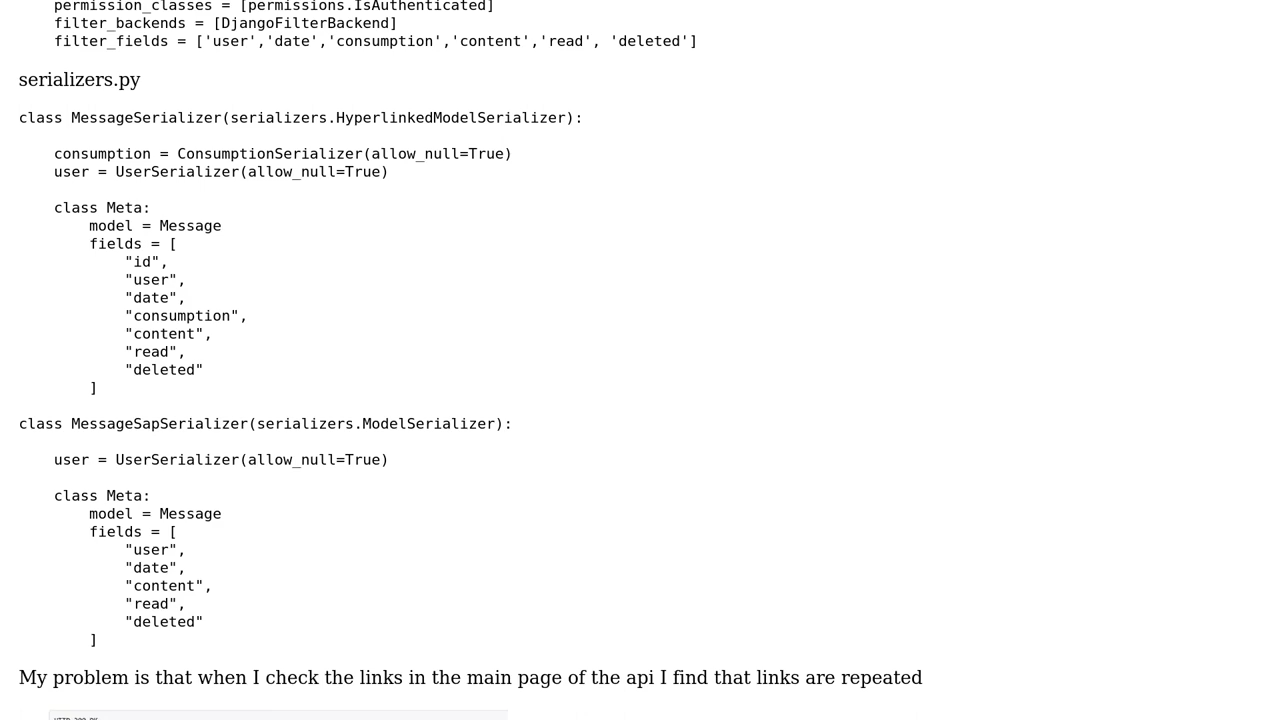 permission_classes = [permissions.IsAuthenticated]
filter_backends = [DjangoFilterBackend]
filter_fields = ['user','date','consumption','content','read', 'deleted']
serializers.py
class MessageSerializer(serializers.HyperlinkedModelSerializer):
consumption = ConsumptionSerializer(allow_null=True)
user = UserSerializer(allow_null=True)
class Meta:
model = Message
fields = [
"id",
"user",
"date",
"consumption",
"content",
"read",
"deleted"
]
class MessageSapSerializer(serializers.ModelSerializer):
user = UserSerializer(allow_null=True)
class Meta:
model = Message
fields = [
"user",
"date",
"content",
"read",
"deleted"
]
My problem is that when I check the links in the main page of the api I find that links are repeated